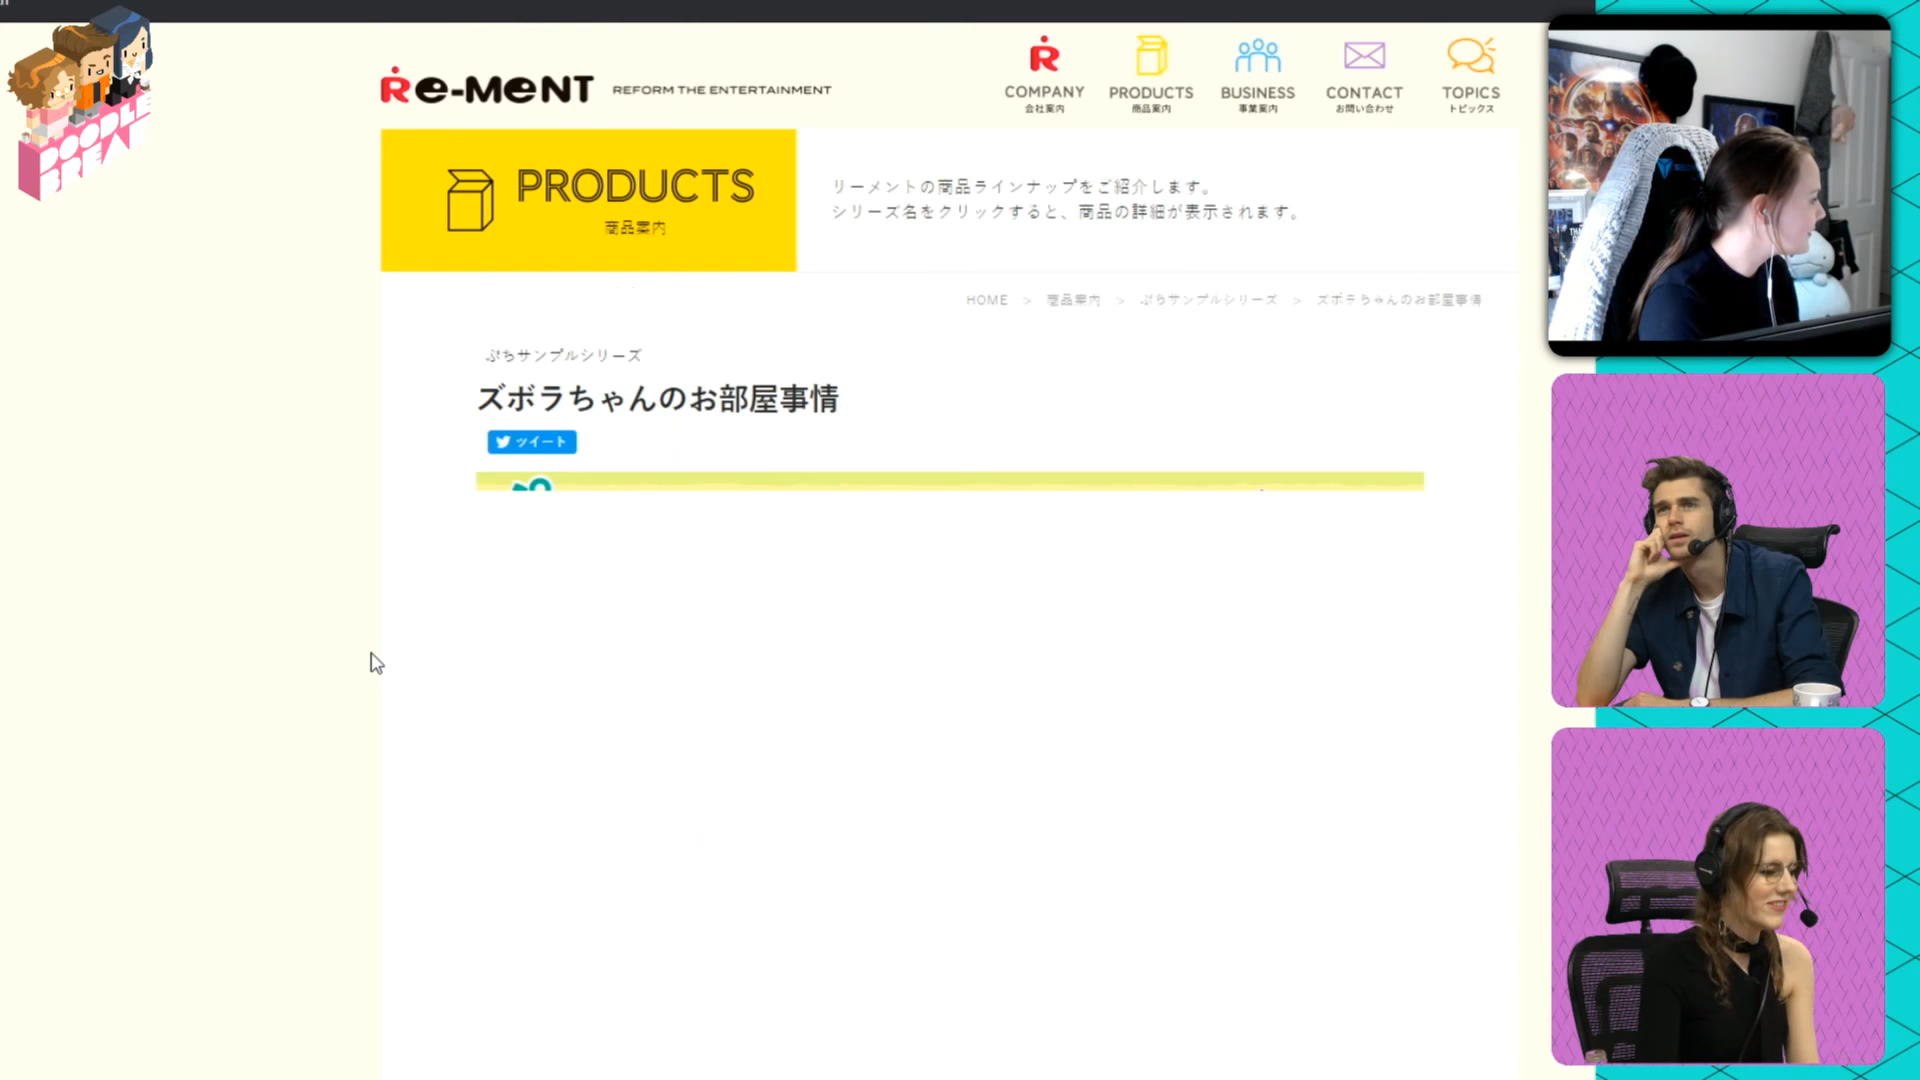 DOODLE
BREAK
Re-MeNT
REFORM THE ENTERTAINMENT
COMPANY
会社案内
PRODUCTS
商品案内
BUSINESS
事業案内
CONTACT
お問い合わせ
TOPICS
トピックス
PRODUCTS
商品案内
リーメントの商品ラインナップをご紹介します。
シリーズ名をクリックすると、商品の詳細が表示されます。
HOME > 商品案内 > ぷちサンプルシリーズ > ズボラちゃんのお部屋事情
ぷちサンプルシリーズ
ズボラちゃんのお部屋事情
ツイート